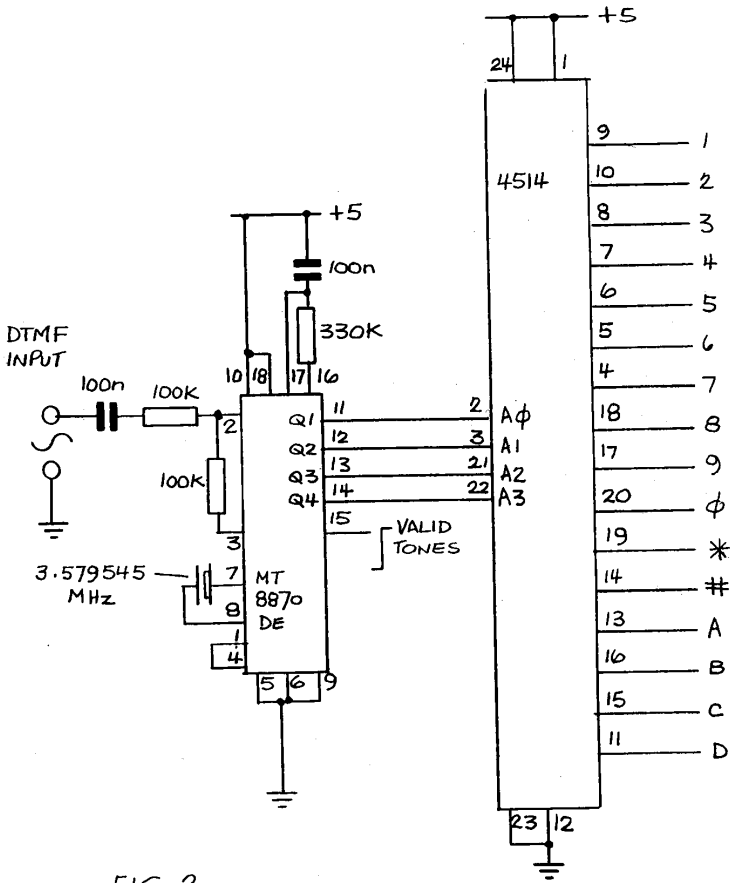 +5
24 1
4514
9 1
10 2
8 3
7 4
6 5
5 6
4 7
18 8
17 9
20 ϕ
19 *
14 #
13 A
16 B
15 C
11 D
2 Aϕ
3 A1
21 A2
22 A3
23 12
+5
100n
330K
10 18 17 16
DTMF
INPUT
100n
100K
2
100K
3
3.579545
MHz
7
8
1
4
MT
8870
DE
5 6 9
Q1 11
Q2 12
Q3 13
Q4 14
15
VALID
TONES